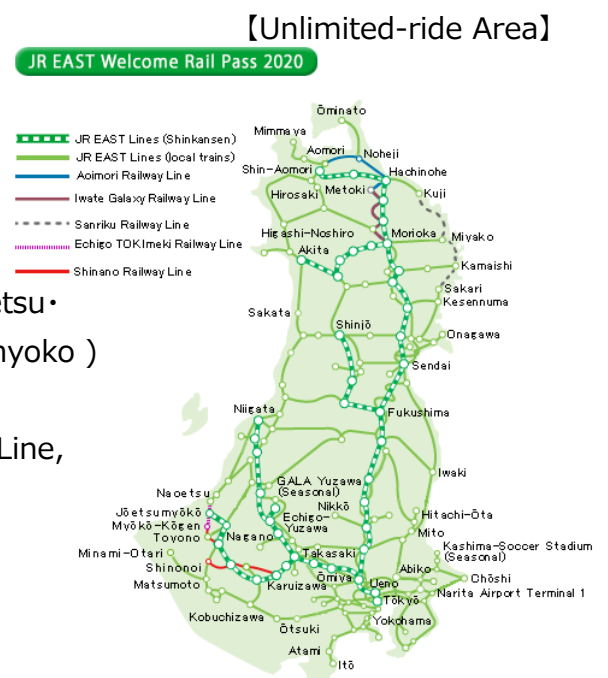 【Unlimited-ride Area】
JR EAST Welcome Rail Pass 2020
JR EAST Lines (Shinkansen)
JR EAST Lines (local trains)
Aoimori Railway Line
Iwate Galaxy Railway Line
Sanriku Railway Line
Echigo TOKImeki Railway Line
Shinano Railway Line
etsu・
nyoko )
Line,
Ōminato
Mimmaya
Aomori
Noheji
Shin-Aomori
Hachinohe
Metoki
Kuji
Hirosaki
Higashi-Noshiro
Morioka
Miyako
Akita
Kamaishi
Sakari
Kesennuma
Sakata
Shinjō
Onagawa
Sendai
Niigata
Fukushima
Iwaki
GALA Yuzawa
(Seasonal)
Naoetsu
Nikkō
Jōetsumyōkō
Echigo-
Yuzawa
Hitachi-Ōta
Myōkō-Kōgen
Toyono
Nagano
Mito
Minami-Otari
Takasaki
Kashima-Soccer Stadium
(Seasonal)
Shinonoi
Ōmiya
Abiko
Matsumoto
Karuizawa
Ueno
Chōshi
Tōkyō
Narita Airport Terminal 1
Kobuchizawa
Yokohama
Ōtsuki
Atami
Itō